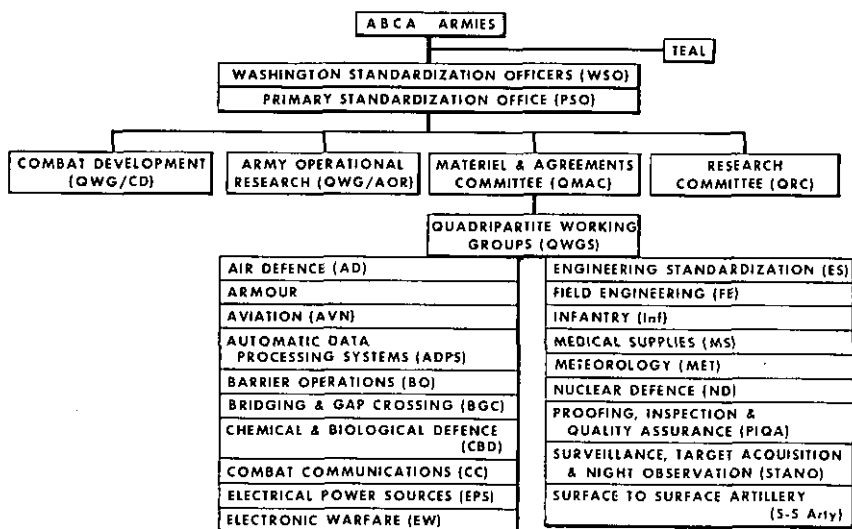 ABCA ARMIES
TEAL
WASHINGTON STANDARDIZATION OFFICERS (WSO)
PRIMARY STANDARDIZATION OFFICE (PSO)
COMBAT DEVELOPMENT
(QWG/CD)
ARMY OPERATIONAL
RESEARCH (QWG/AOR)
MATERIEL & AGREEMENTS
COMMITTEE (QMAC)
RESEARCH
COMMITTEE (QRC)
QUADRIPARTITE WORKING
GROUPS (QWGS)
AIR DEFENCE (AD)
ARMOUR
AVIATION (AVN)
AUTOMATIC DATA
PROCESSING SYSTEMS (ADPS)
BARRIER OPERATIONS (BO)
BRIDGING & GAP CROSSING (BGC)
CHEMICAL & BIOLOGICAL DEFENCE
(CBD)
COMBAT COMMUNICATIONS (CC)
ELECTRICAL POWER SOURCES (EPS)
ELECTRONIC WARFARE (EW)
ENGINEERING STANDARDIZATION (ES)
FIELD ENGINEERING (FE)
INFANTRY (Inf)
MEDICAL SUPPLIES (MS)
METEOROLOGY (MET)
NUCLEAR DEFENCE (ND)
PROOFING, INSPECTION &
QUALITY ASSURANCE (PIQA)
SURVEILLANCE, TARGET ACQUISITION
& NIGHT OBSERVATION (STANO)
SURFACE TO SURFACE ARTILLERY
(S-S Arty)